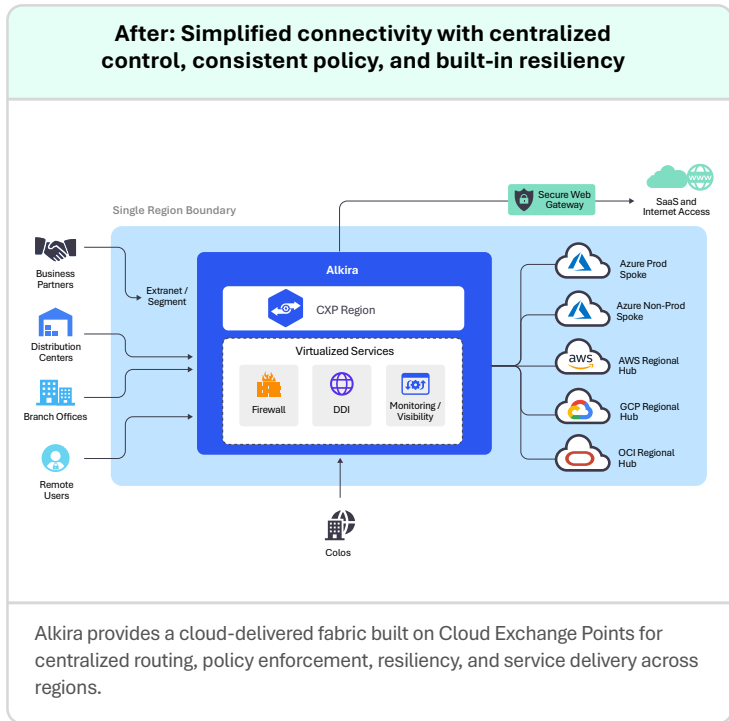 After: Simplified connectivity with centralized
control, consistent policy, and built-in resiliency
Secure Web
Gateway
www
SaaS and
Internet Access
Single Region Boundary
Business
Partners
Extranet /
Segment
Distribution
Centers
Branch Offices
Remote
Users
Alkira
CXP Region
Virtualized Services
Firewall
DDI
Monitoring /
Visibility
Azure Prod
Spoke
Azure Non-Prod
Spoke
aws
AWS Regional
Hub
GCP Regional
Hub
OCI Regional
Hub
Colos
Alkira provides a cloud-delivered fabric built on Cloud Exchange Points for
centralized routing, policy enforcement, resiliency, and service delivery across
regions.